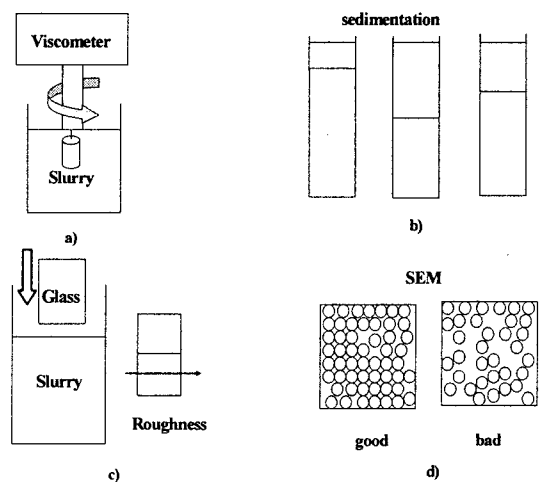 Viscometer
Slurry
a)
sedimentation
b)
Glass
Slurry
Roughness
c)
SEM
good bad
d)